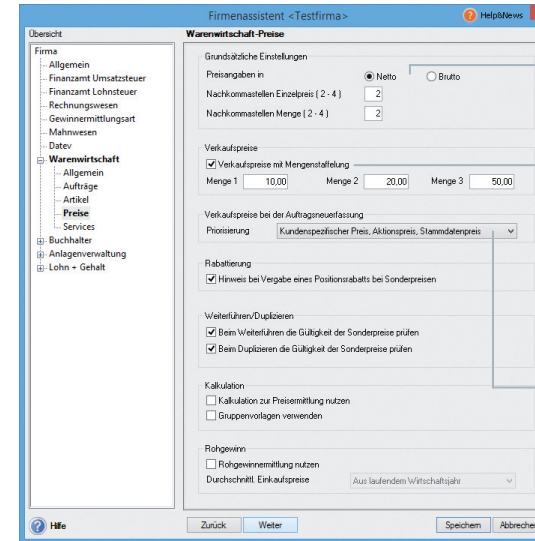 Firmenassistent <Testfirma>
Help&News
Übersicht
Firma
Allgemein
Finanzamt Umsatzsteuer
Finanzamt Lohnsteuer
Rechnungswesen
Gewinnermittlungsart
Mahnwesen
Datev
Warenwirtschaft
Allgemein
Aufträge
Artikel
Preise
Services
Buchhalter
Anlagenverwaltung
Lohn + Gehalt
Warenwirtschaft-Preise
Grundsätzliche Einstellungen
Preisangaben in Netto Brutto
Nachkommastellen Einzelpreis ( 2 - 4 ) 2
Nachkommastellen Menge ( 2 - 4 ) 2
Verkaufspreise
Verkaufspreise mit Mengenstaffelung
Menge 1 10,00 Menge 2 20,00 Menge 3 50,00
Verkaufspreise bei der Auftragsneuerfassung
Priorisierung Kundenspezifischer Preis, Aktionspreis, Stammdatenpreis
Rabattierung
Hinweis bei Vergabe eines Positionsrabatts bei Sonderpreisen
Weiterführen/Duplizieren
Beim Weiterführen die Gültigkeit der Sonderpreise prüfen
Beim Duplizieren die Gültigkeit der Sonderpreise prüfen
Kalkulation
Kalkulation zur Preisermittlung nutzen
Gruppenvorlagen verwenden
Rohgewinn
Rohgewinnermittlung nutzen
Durchschnittl. Einkaufspreise Aus laufendem Wirtschaftsjahr
Hilfe
Zurück Weiter Speichern Abbrechen